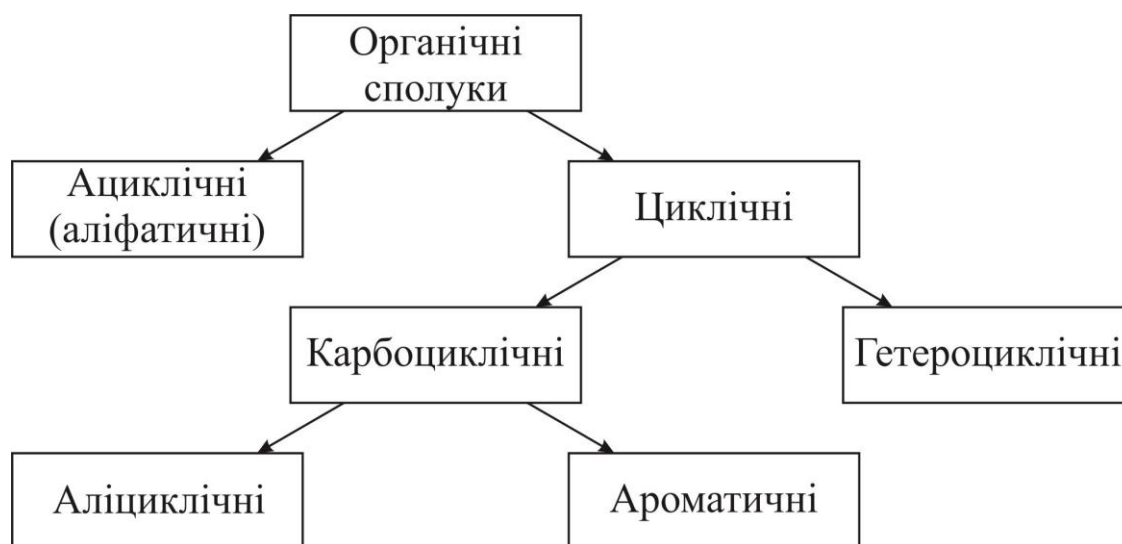 Органічні
сполуки
Ациклічні
(аліфатичні)
Циклічні
Карбоциклічні
Гетероциклічні
Аліциклічні
Ароматичні